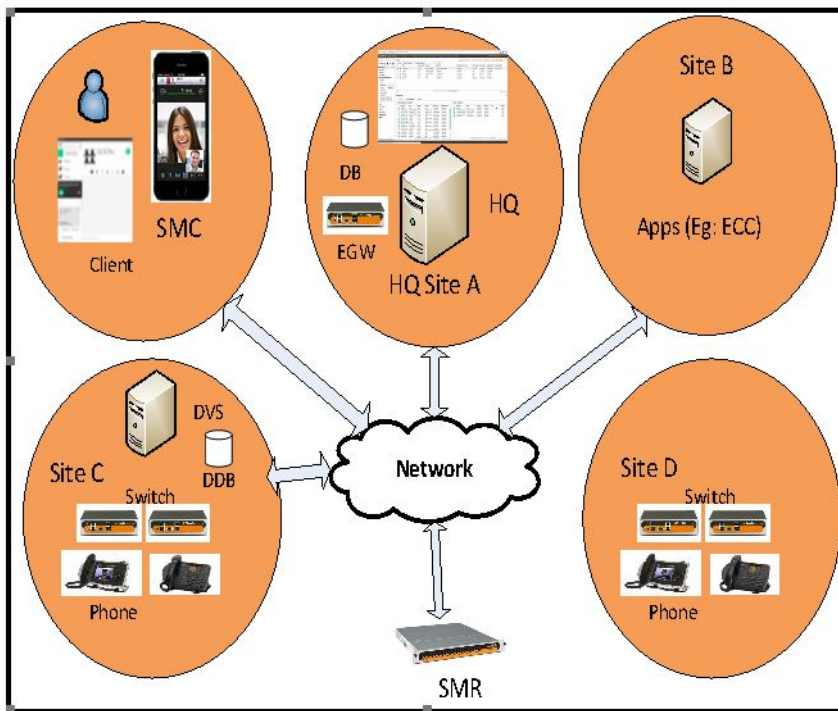 SMC
Client
DB
EGW
HQ
HQ Site A
Site B
Apps (Eg: ECC)
Site C
DVS
DDB
Switch
Phone
Network
Site D
Switch
Phone
SMR